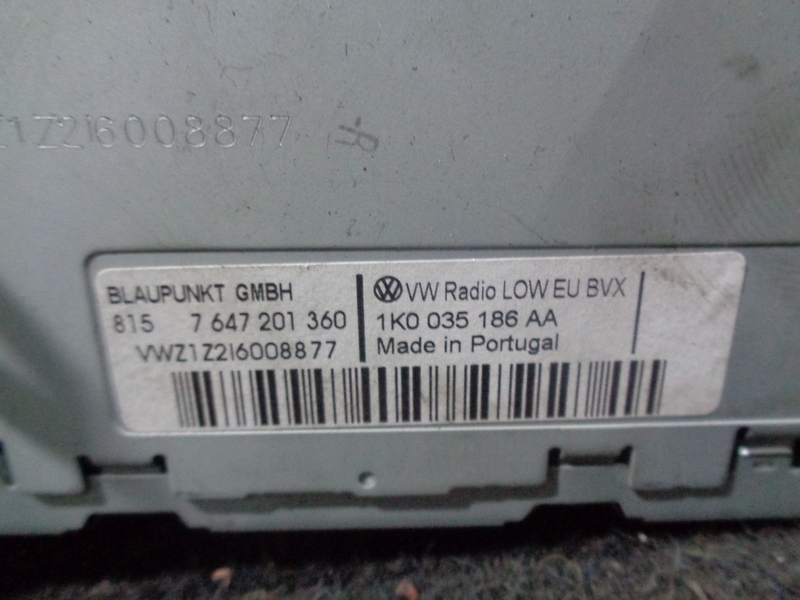 Z1Z2I6008877
BLAUPUNKT GMBH
815 7 647 201 360
VWZ1Z2I6008877
VW Radio LOW EU BVX
1K0 035 186 AA
Made in Portugal